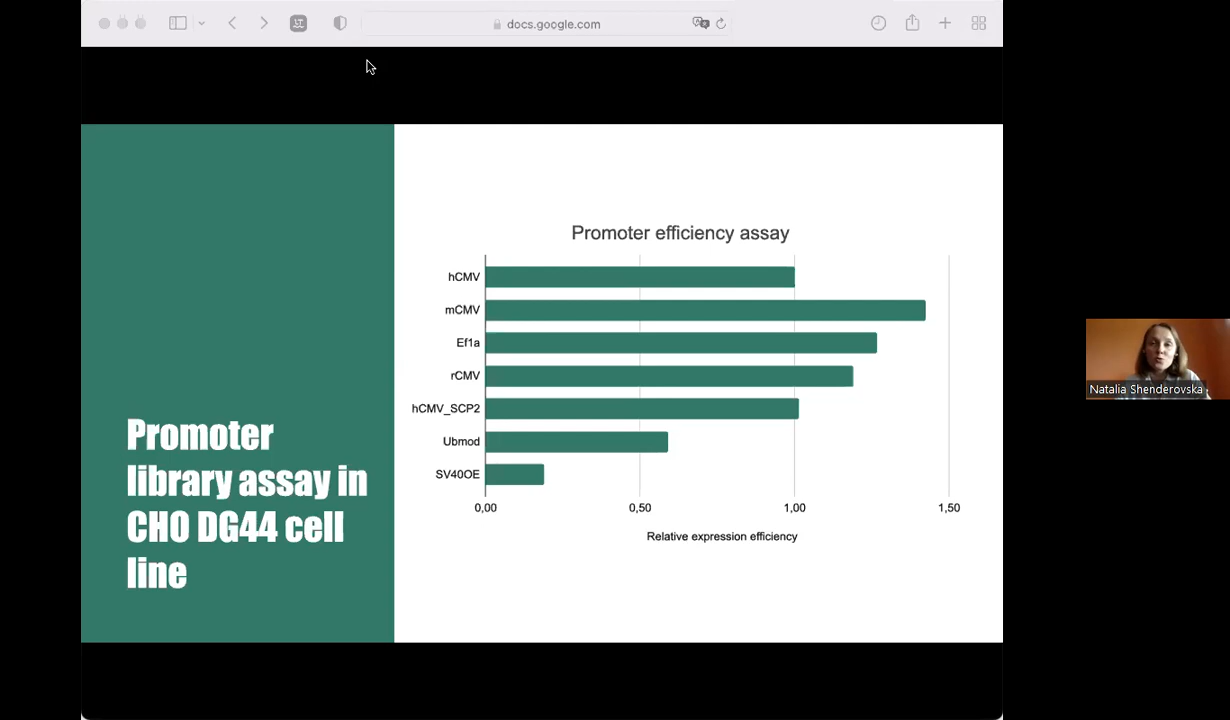 docs.google.com
Promoter
library assay in
CHO DG44 cell
line
Promoter efficiency assay
hCMV
mCMV
Ef1a
rCMV
hCMV_SCP2
Ubmod
SV40OE
0,00 0,50 1,00 1,50
Relative expression efficiency
Natalia Shenderovska